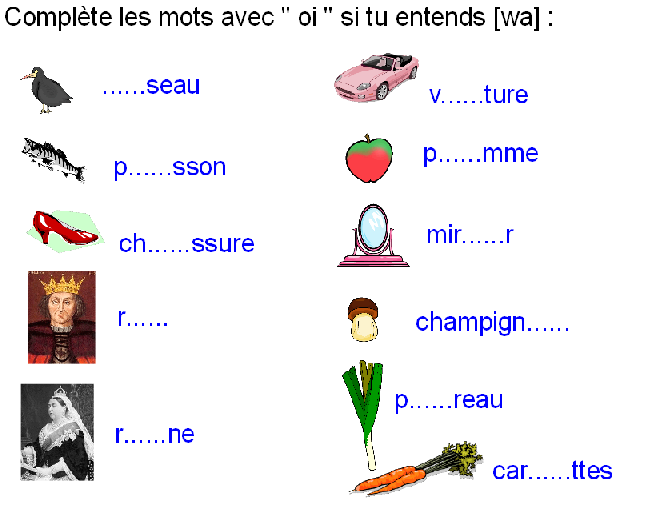 Complète les mots avec " oi " si tu entends [wa] :
......seau
v......ture
p......sson
p......mme
ch......ssure
mir......r
r......
champign......
r......ne
p......reau
car......ttes